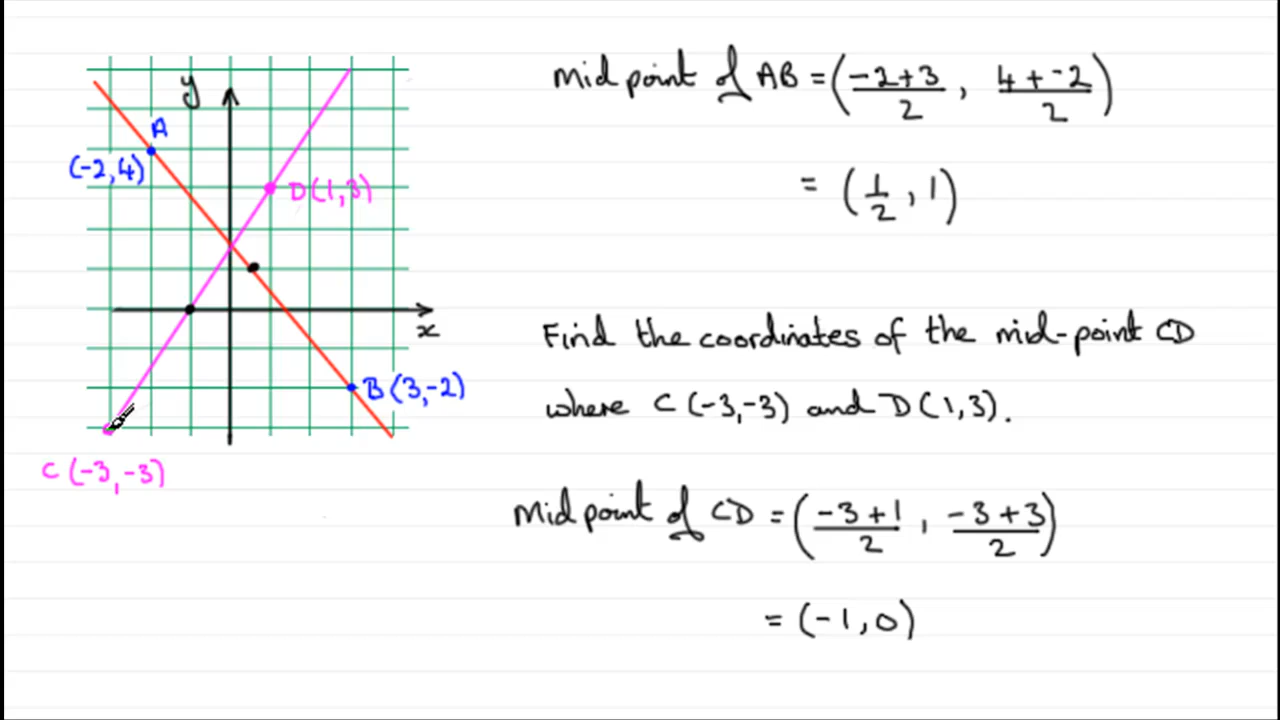 y
A
(-2,4)
D(1,3)
x
B(3,-2)
C(-3,-3)
Mid point of AB = (-2+3/2, 4+-2/2)
= (1/2, 1)
Find the coordinates of the mid-point CD
where C(-3,-3) and D(1,3).
Mid point of CD = (-3+1/2, -3+3/2)
= (-1,0)